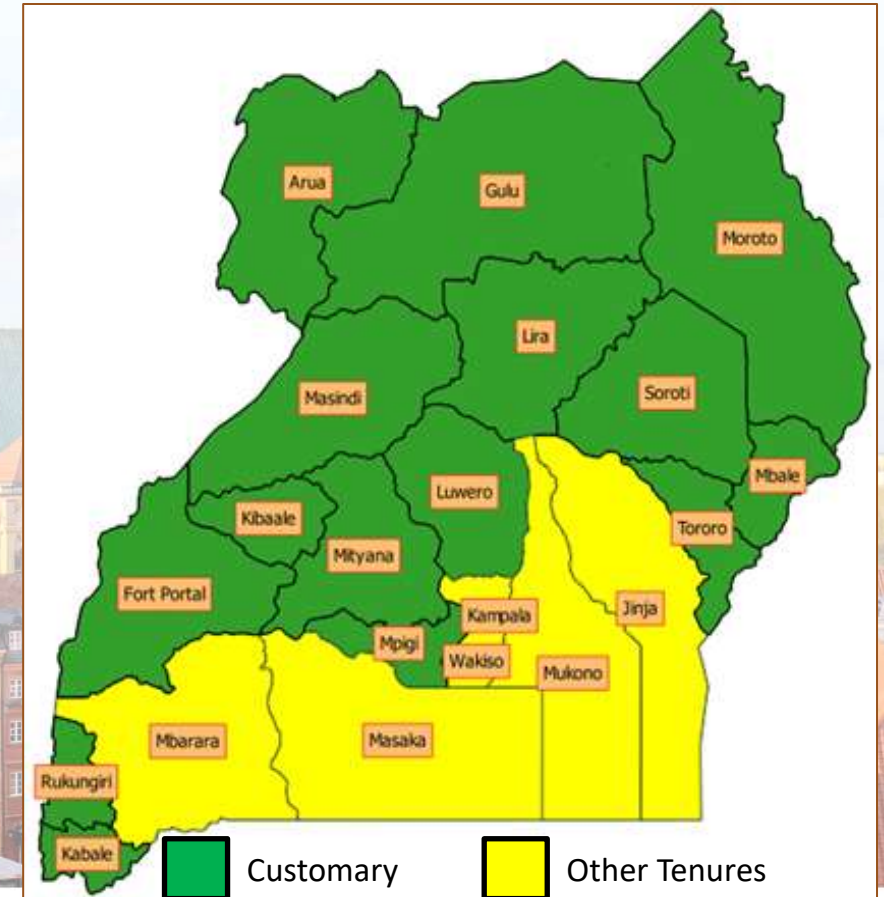 Arua
Gulu
Moroto
Lira
Masindi
Soroti
Mbale
Luwero
Kibaale
Tororo
Mityana
Fort Portal
Jinja
Kampala
Mpigi
Wakiso
Mukono
Mbarara
Masaka
Rukungiri
Kabale
Customary
Other Tenures